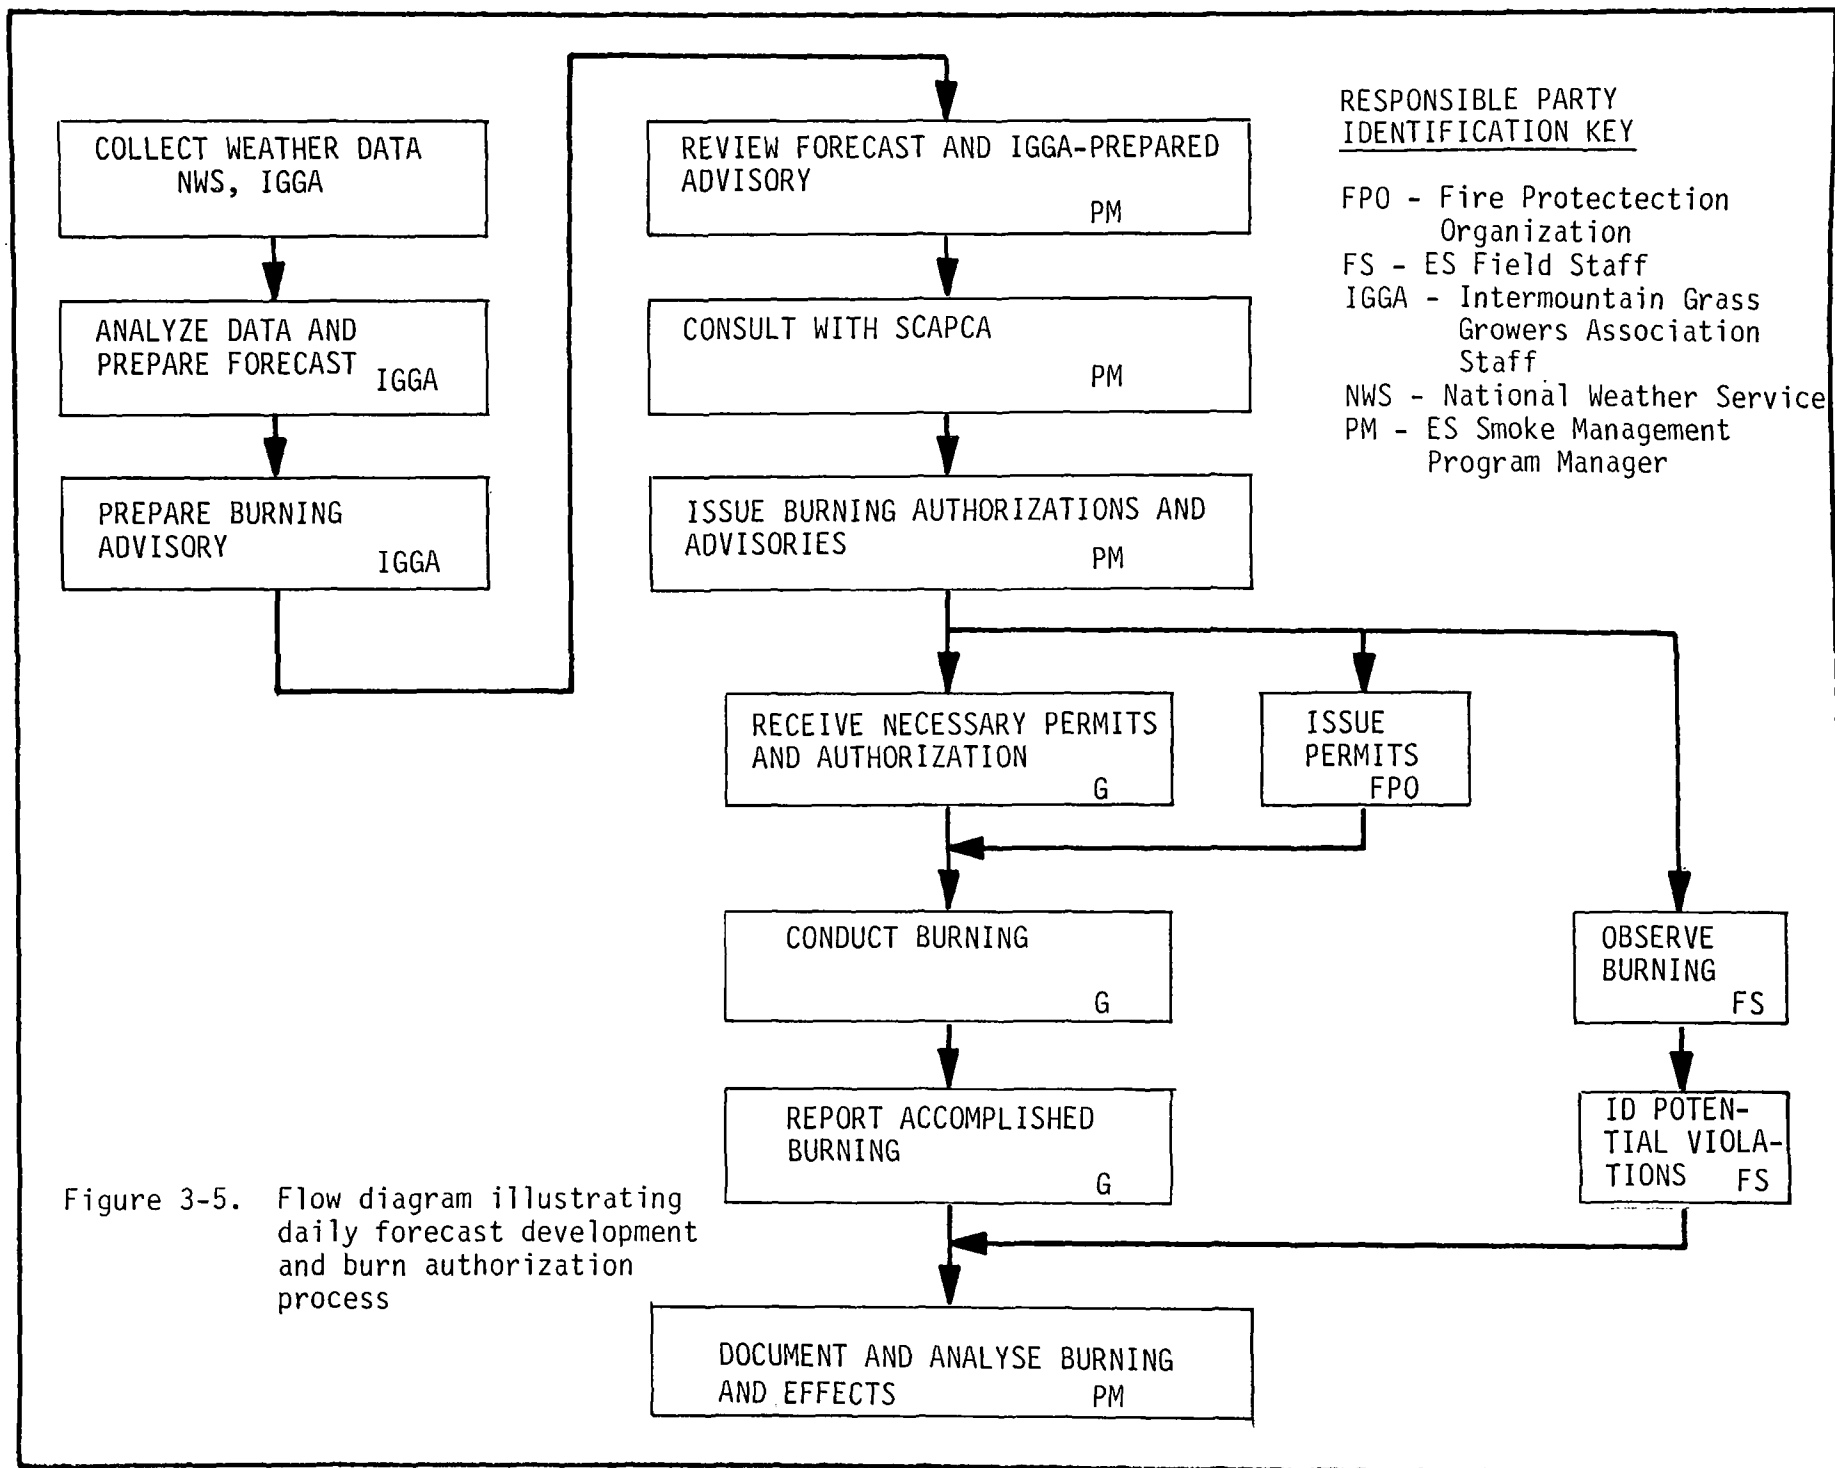 COLLECT WEATHER DATA
NWS, IGGA
ANALYZE DATA AND
PREPARE FORECAST IGGA
PREPARE BURNING
ADVISORY IGGA
REVIEW FORECAST AND IGGA-PREPARED
ADVISORY
PM
CONSULT WITH SCAPCA
PM
ISSUE BURNING AUTHORIZATIONS AND
ADVISORIES PM
RECEIVE NECESSARY PERMITS
AND AUTHORIZATION
G
ISSUE
PERMITS
FPO
CONDUCT BURNING
G
OBSERVE
BURNING
FS
REPORT ACCOMPLISHED
BURNING
G
ID POTEN-
TIAL VIOLA-
TIONS FS
DOCUMENT AND ANALYSE BURNING
AND EFFECTS PM
RESPONSIBLE PARTY
IDENTIFICATION KEY
FPO - Fire Protectection
Organization
FS - ES Field Staff
IGGA - Intermountain Grass
Growers Association
Staff
NWS - National Weather Service
PM - ES Smoke Management
Program Manager
Figure 3-5. Flow diagram illustrating
daily forecast development
and burn authorization
process